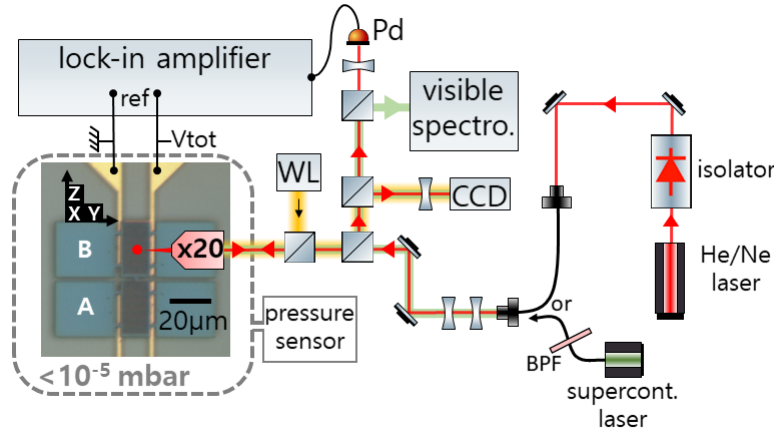 Pd
lock-in amplifier
ref
Vtot
visible
spectro.
WL
CCD
isolator
Z
X Y
B
x20
A
20μm
He/Ne
laser
or
pressure
sensor
BPF
<10⁻⁵ mbar
supercont.
laser